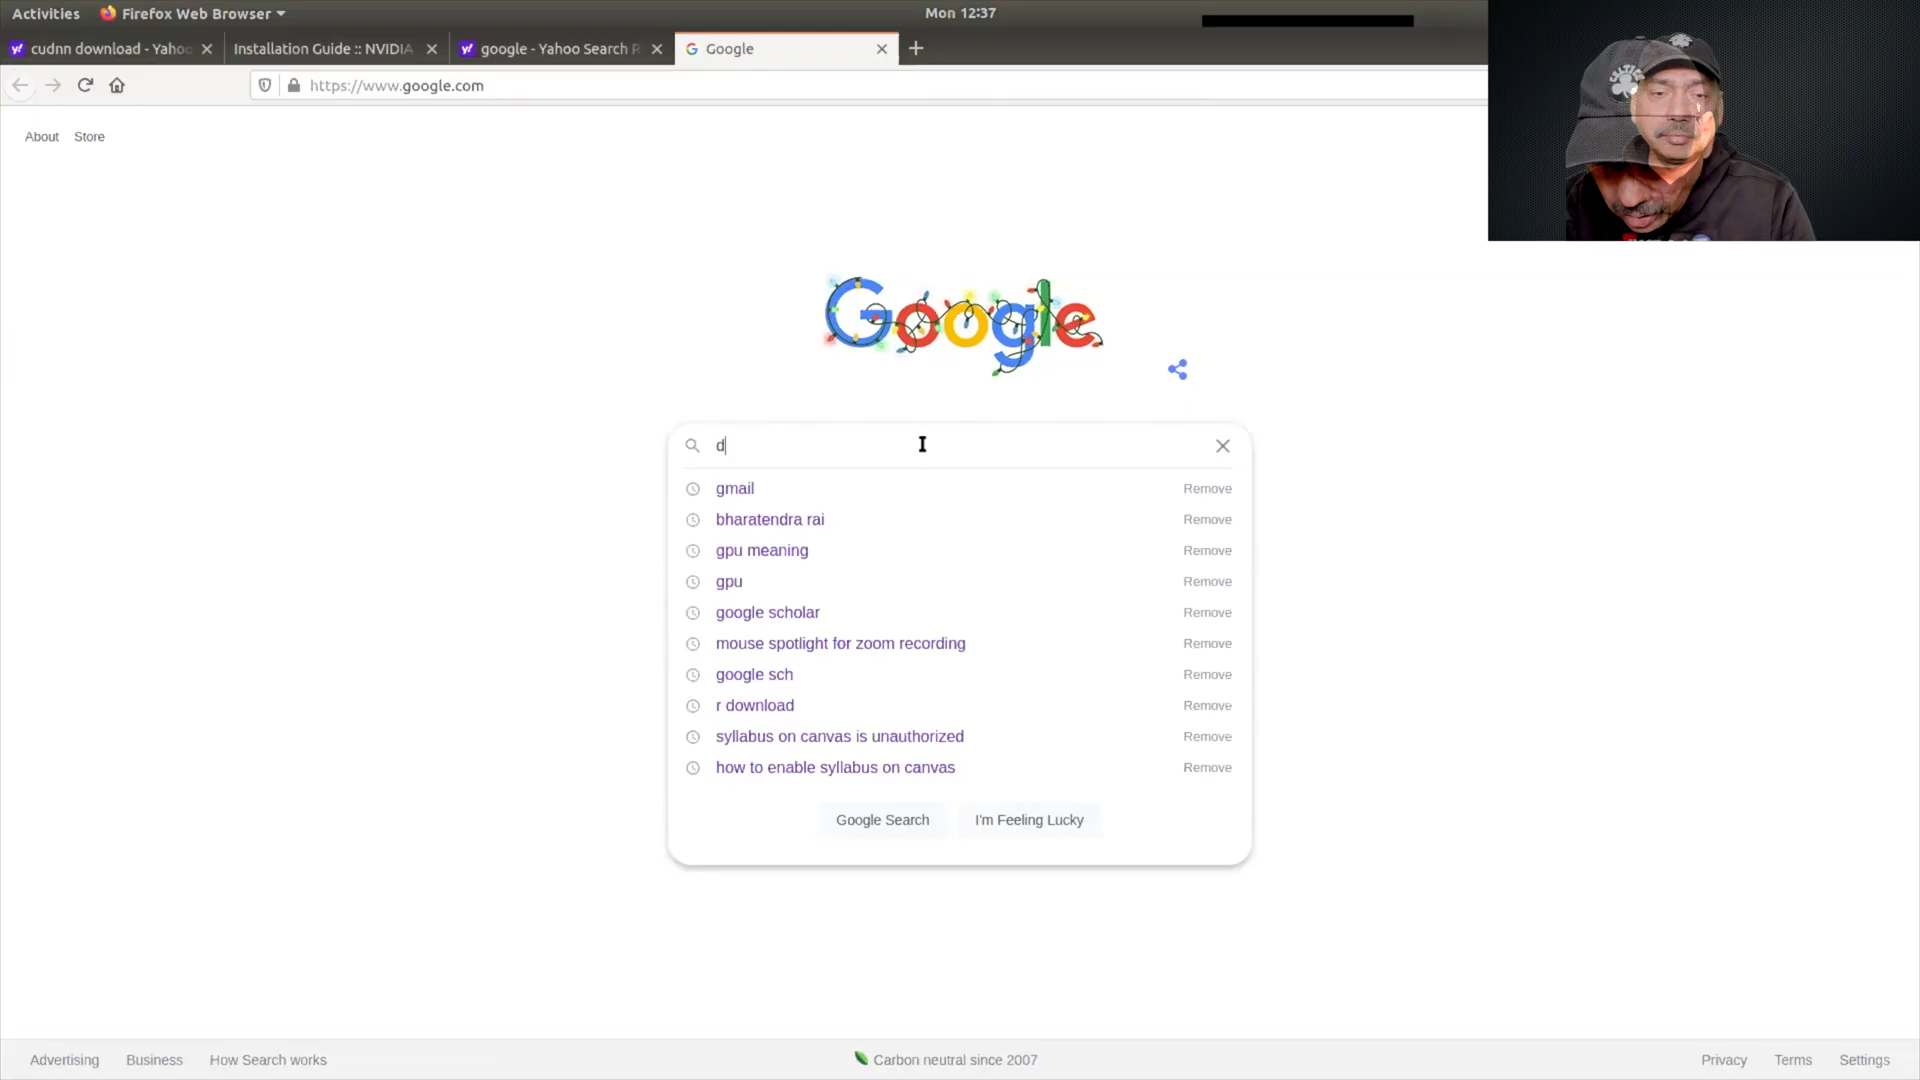 Activities Firefox Web Browser Mon 12:37
cudnn download - Yahoo Installation Guide :: NVIDIA google - Yahoo Search R Google
https://www.google.com
About Store
Google
d
gmail Remove
bharatendra rai Remove
gpu meaning Remove
gpu Remove
google scholar Remove
mouse spotlight for zoom recording Remove
google sch Remove
r download Remove
syllabus on canvas is unauthorized Remove
how to enable syllabus on canvas Remove
Google Search I'm Feeling Lucky
Advertising Business How Search works Carbon neutral since 2007 Privacy Terms Settings